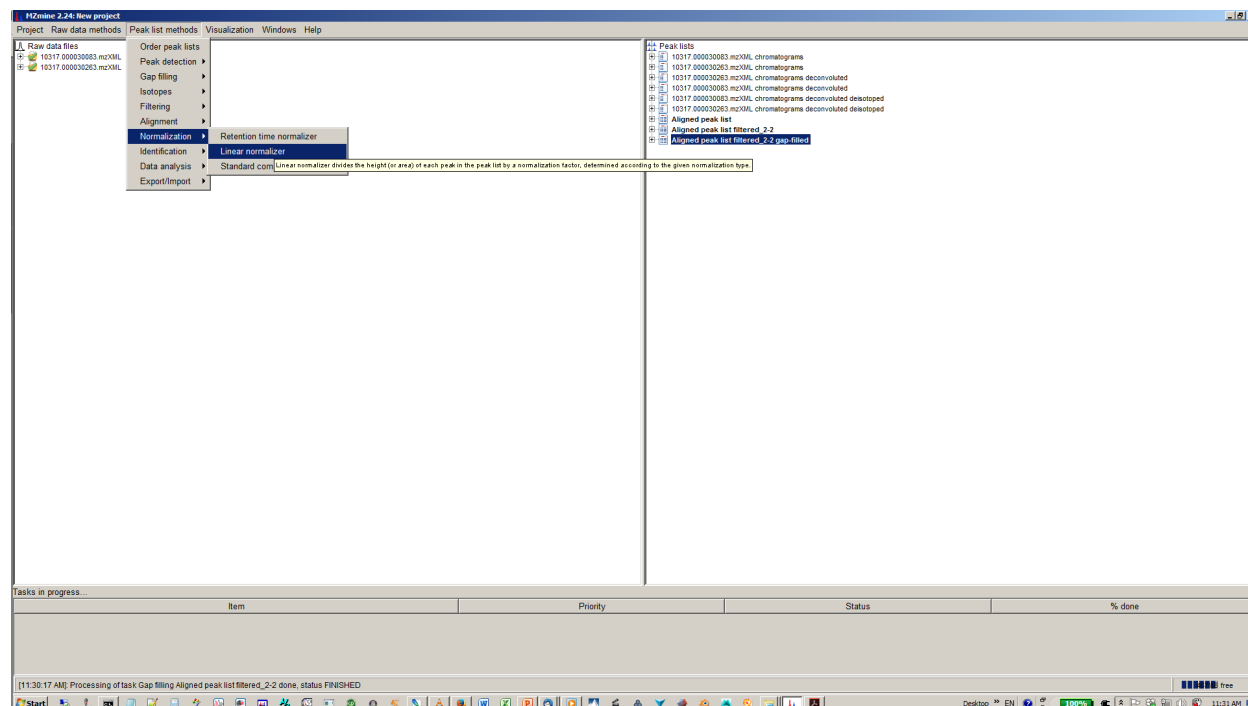 MZmine 2.24: New project
Project Raw data methods Peak list methods Visualization Windows Help
Raw data files
10317.000030083.mzXML
10317.000030263.mzXML
Order peak lists
Peak detection
Gap filling
Isotopes
Filtering
Alignment
Normalization
Identification
Data analysis
Export/Import
Retention time normalizer
Linear normalizer
Standard com
Linear normalizer divides the height (or area) of each peak in the peak list by a normalization factor, determined according to the given normalization type.
Peak lists
10317.000030083.mzXML chromatograms
10317.000030263.mzXML chromatograms
10317.000030263.mzXML chromatograms deconvoluted
10317.000030083.mzXML chromatograms deconvoluted
10317.000030083.mzXML chromatograms deconvoluted deisotoped
10317.000030263.mzXML chromatograms deconvoluted deisotoped
Aligned peak list
Aligned peak list filtered_2-2
Aligned peak list filtered_2-2 gap-filled
Tasks in progress...
Item Priority Status % done
[11:30:17 AM]: Processing of task Gap filling Aligned peak list filtered_2-2 done, status FINISHED
free
Start Desktop » EN 100% 11:31 AM